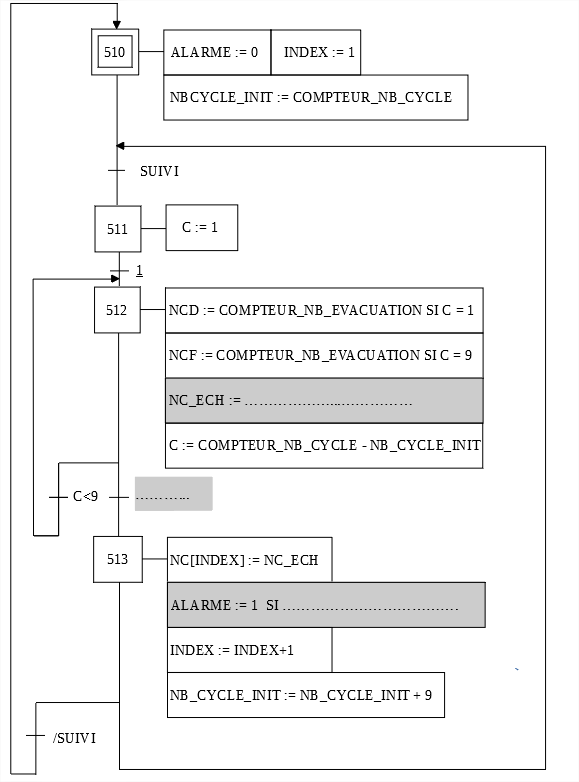 510
ALARME := 0
INDEX := 1
NBCYCLE_INIT := COMPTEUR_NB_CYCLE
SUIVI
511
C := 1
1
512
NCD := COMPTEUR_NB_EVACUATION SI C = 1
NCF := COMPTEUR_NB_EVACUATION SI C = 9
NC_ECH := ……………….…………….
C := COMPTEUR_NB_CYCLE - NB_CYCLE_INIT
C<9
………...
513
NC[INDEX] := NC_ECH
ALARME := 1 SI ………………………………
INDEX := INDEX+1
NB_CYCLE_INIT := NB_CYCLE_INIT + 9
/SUIVI
`